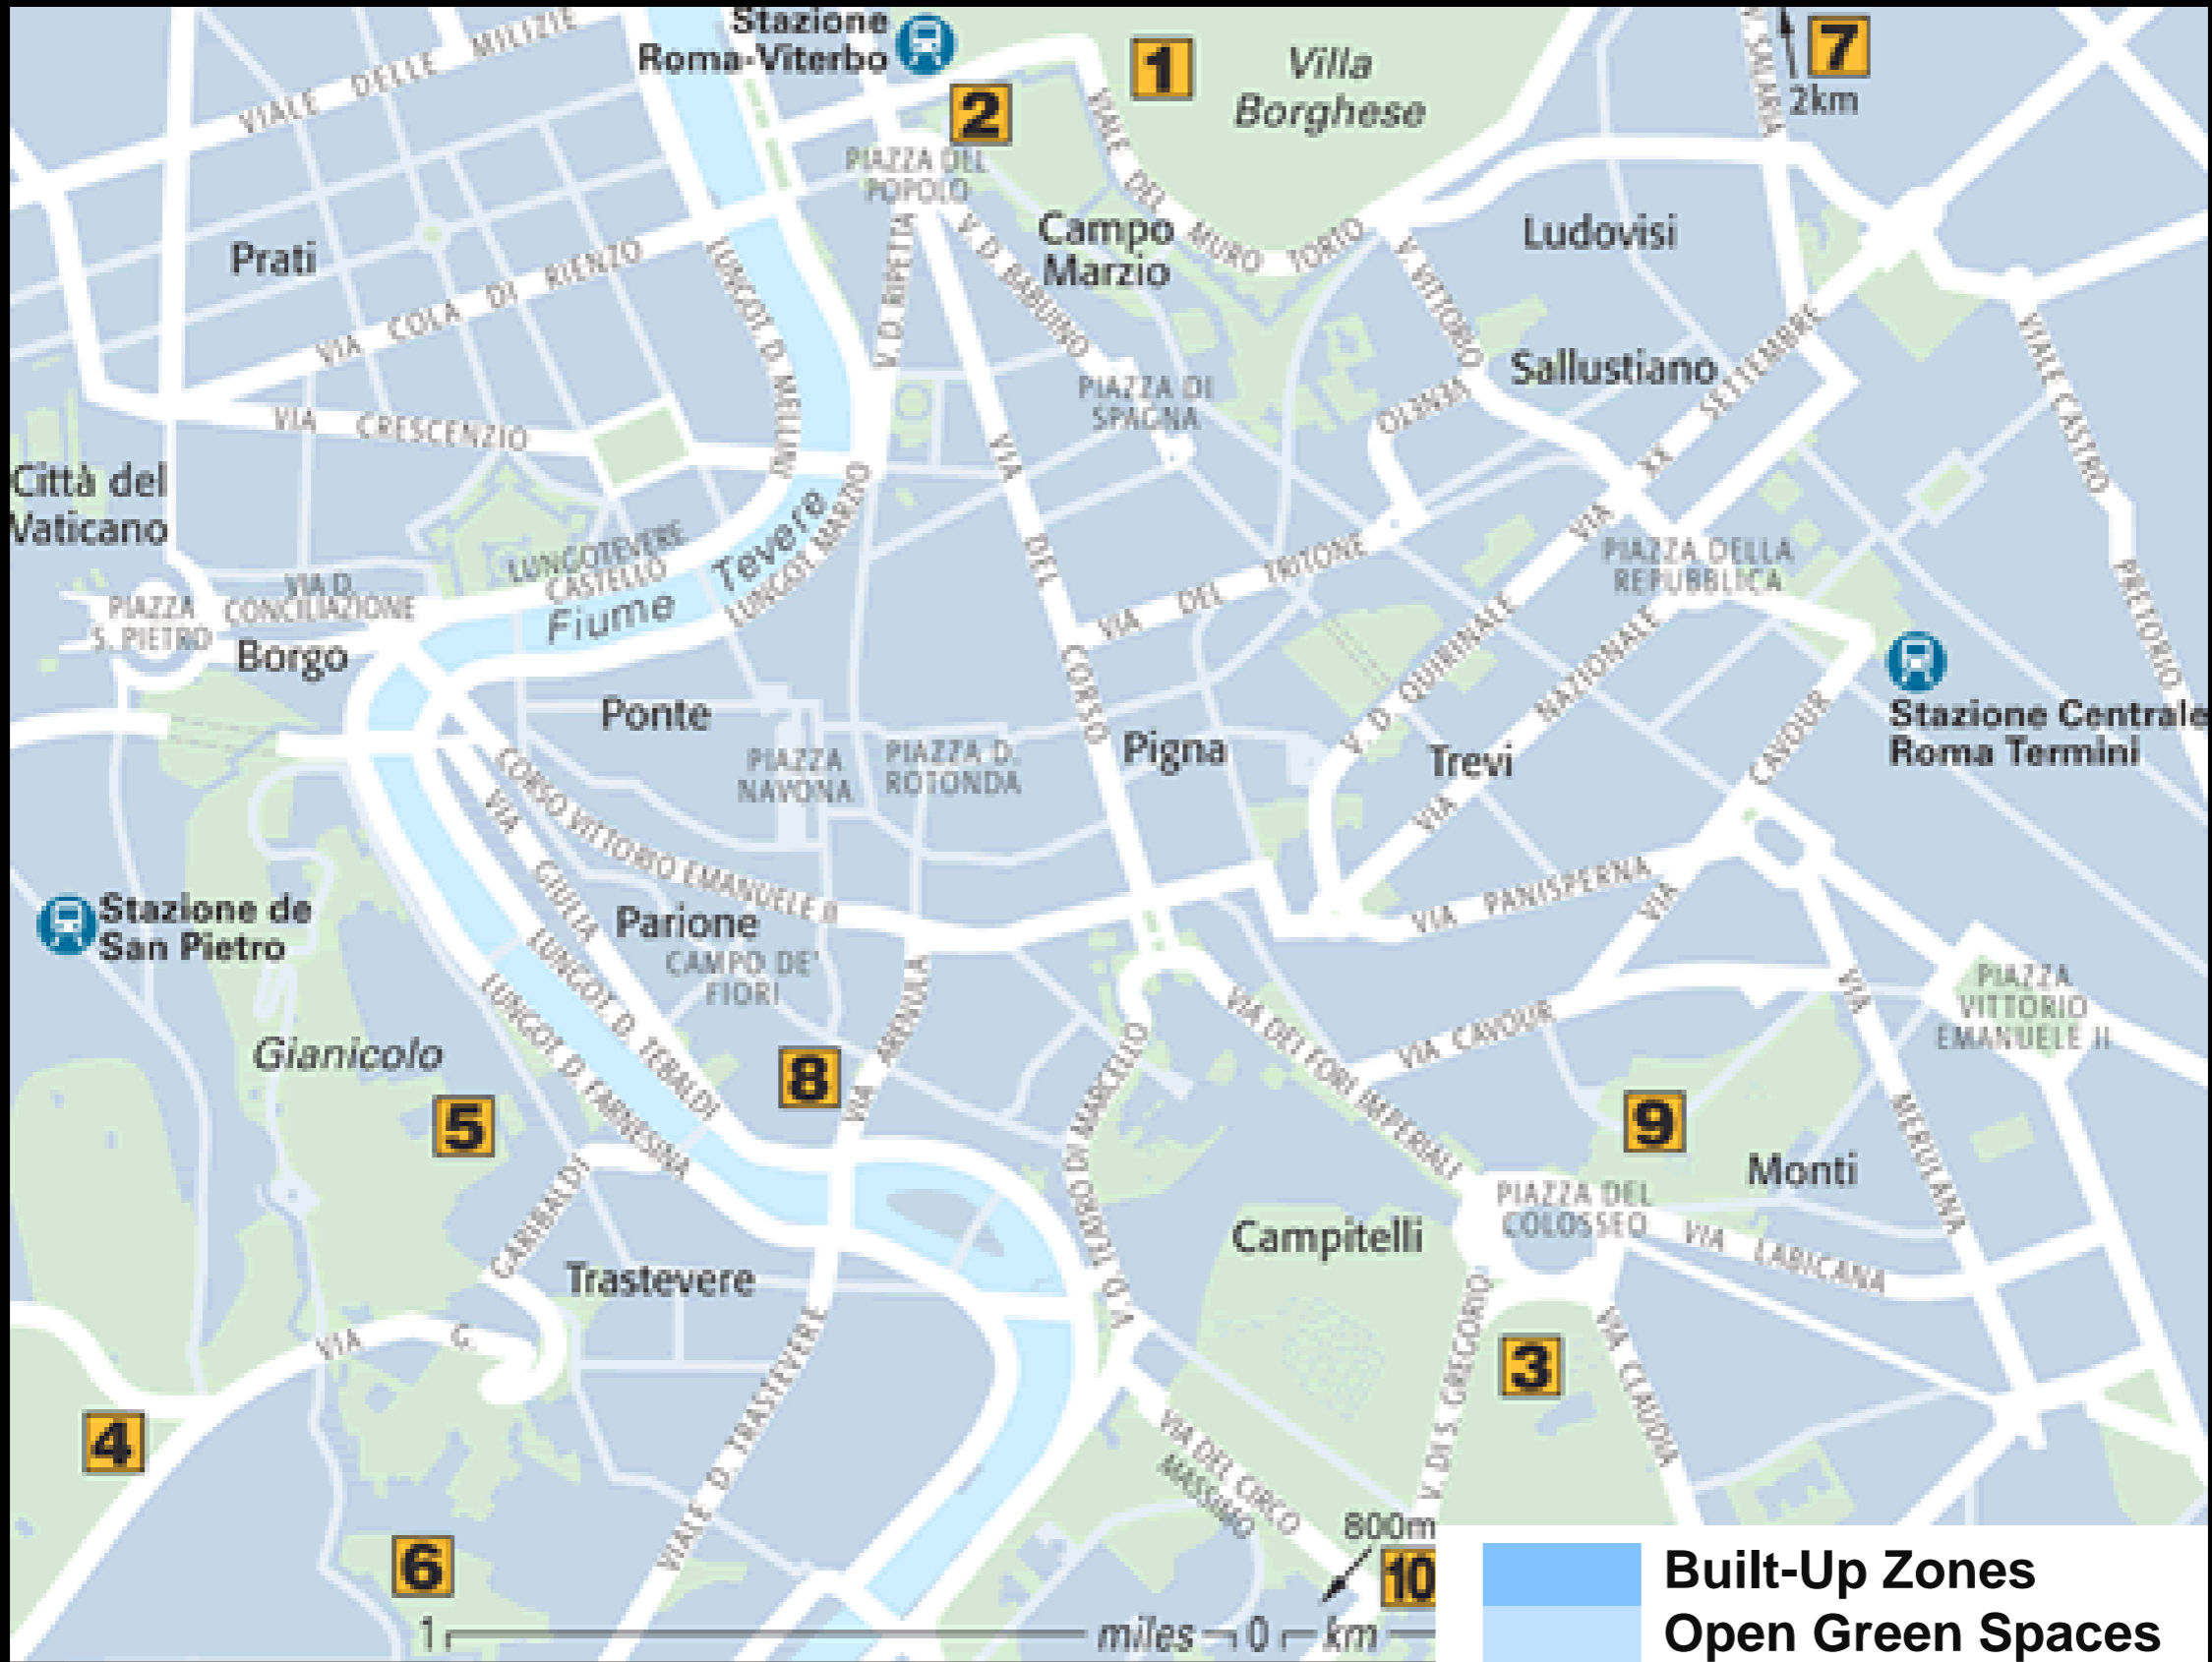 Stazione
Roma-Viterbo
1
Villa
Borghese
V. SALARIA
7
2km
VIALE DELLE MILIZIE
2
PIAZZA DEL
POPOLO
VIALE DEL MURO TORTO
Prati
VIA COLA DI RIENZO
LUNGOT. D. MELLINI
V. D. RIPETTA
V. D. BABUINO
Campo
Marzio
Ludovisi
V. VITTORIO
VENETO
Sallustiano
VIA XX SETTEMBRE
VIALE CASTRO
PRETORIO
VIA CRESCENZIO
PIAZZA DI
SPAGNA
Città del
Vaticano
LUNGOTEVERE
CASTELLO
Fiume Tevere
LUNGOT. MARZIO
VIA DEL CORSO
VIA DEL TRITONE
PIAZZA DELLA
REPUBBLICA
PIAZZA
S. PIETRO
VIA D.
CONCILIAZIONE
Borgo
V. D. QUIRINALE
VIA NAZIONALE
Stazione Centrale
Roma Termini
Ponte
PIAZZA
NAVONA
PIAZZA D.
ROTONDA
Pigna
Trevi
VIA CAVOUR
CORSO VITTORIO EMANUELE II
VIA GIULIA
VIA PANISPERNA
Stazione de
San Pietro
Parione
CAMPO DE'
FIORI
LUNGOT. D. TEBALDI
LUNGOT. D. FARNESINA
VIA ARENULA
VIA DEI FORI IMPERIALI
VIA CAVOUR
PIAZZA
VITTORIO
EMANUELE II
VIA MERULANA
Gianicolo
5
8
V. D. TEATRO DI MARCELLO
9
Monti
PIAZZA DEL
COLOSSEO
VIA LABICANA
Campitelli
GARIBALDI
Trastevere
VIA G.
VIALE D. TRASTEVERE
V. DI S. GREGORIO
3
VIA CLAUDIA
4
VIA DEL CIRCO
MASSIMO
6
800m
10
1 miles 0 km
Built-Up Zones
Open Green Spaces